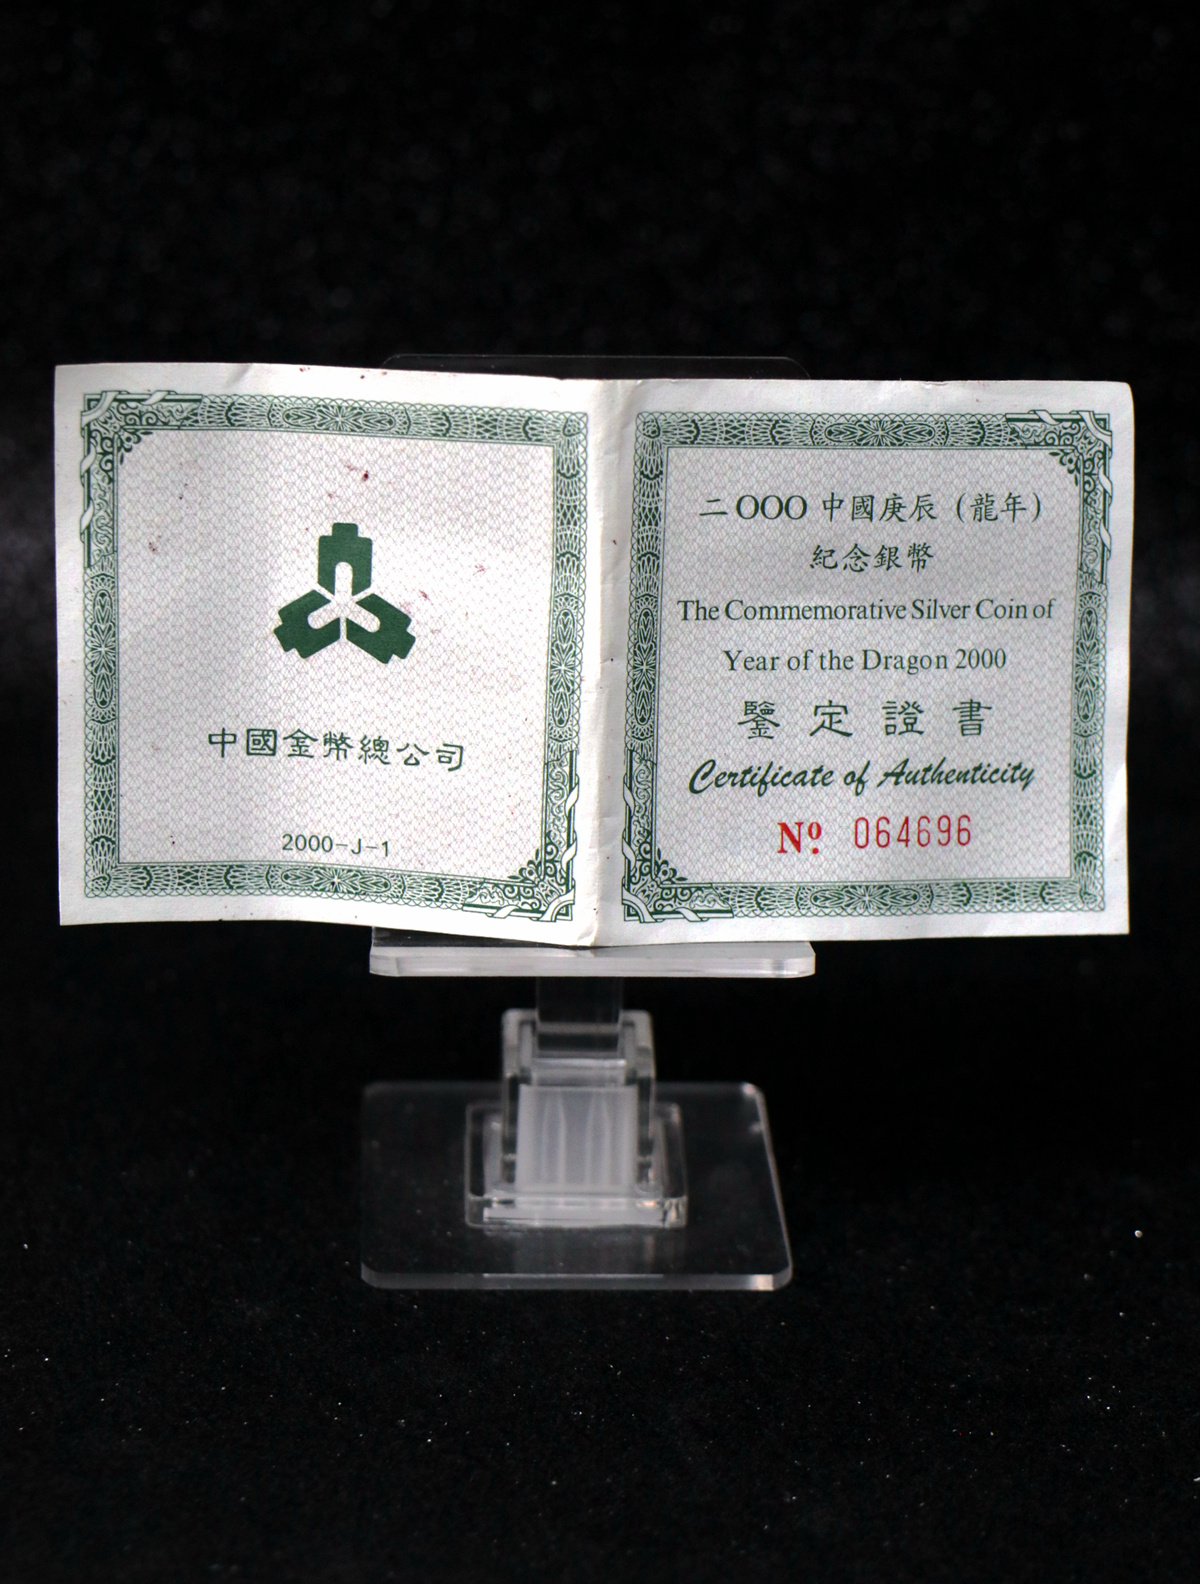 中國金幣總公司
2000-J-1
二OOO 中國庚辰（龍年）
紀念銀幣
The Commemorative Silver Coin of
Year of the Dragon 2000
鑒定證書
Certificate of Authenticity
Nº. 064696